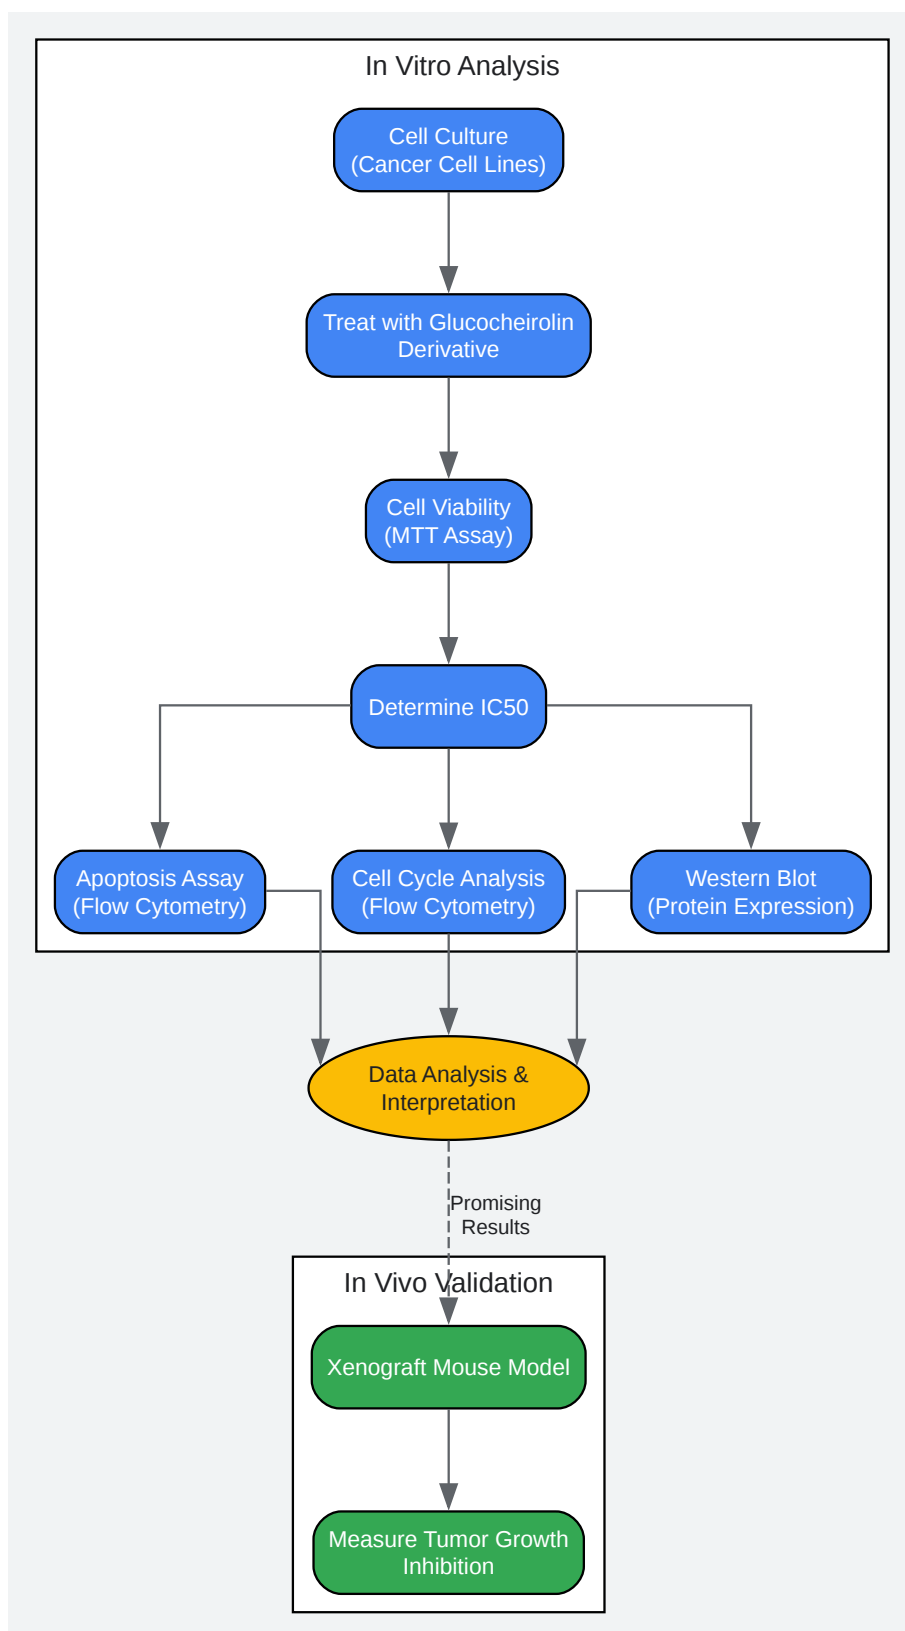 In Vitro Analysis
Cell Culture
(Cancer Cell Lines)
Treat with Glucocheirolin
Derivative
Cell Viability
(MTT Assay)
Determine IC50
Apoptosis Assay
(Flow Cytometry)
Cell Cycle Analysis
(Flow Cytometry)
Western Blot
(Protein Expression)
Data Analysis &
Interpretation
Promising
Results
In Vivo Validation
Xenograft Mouse Model
Measure Tumor Growth
Inhibition